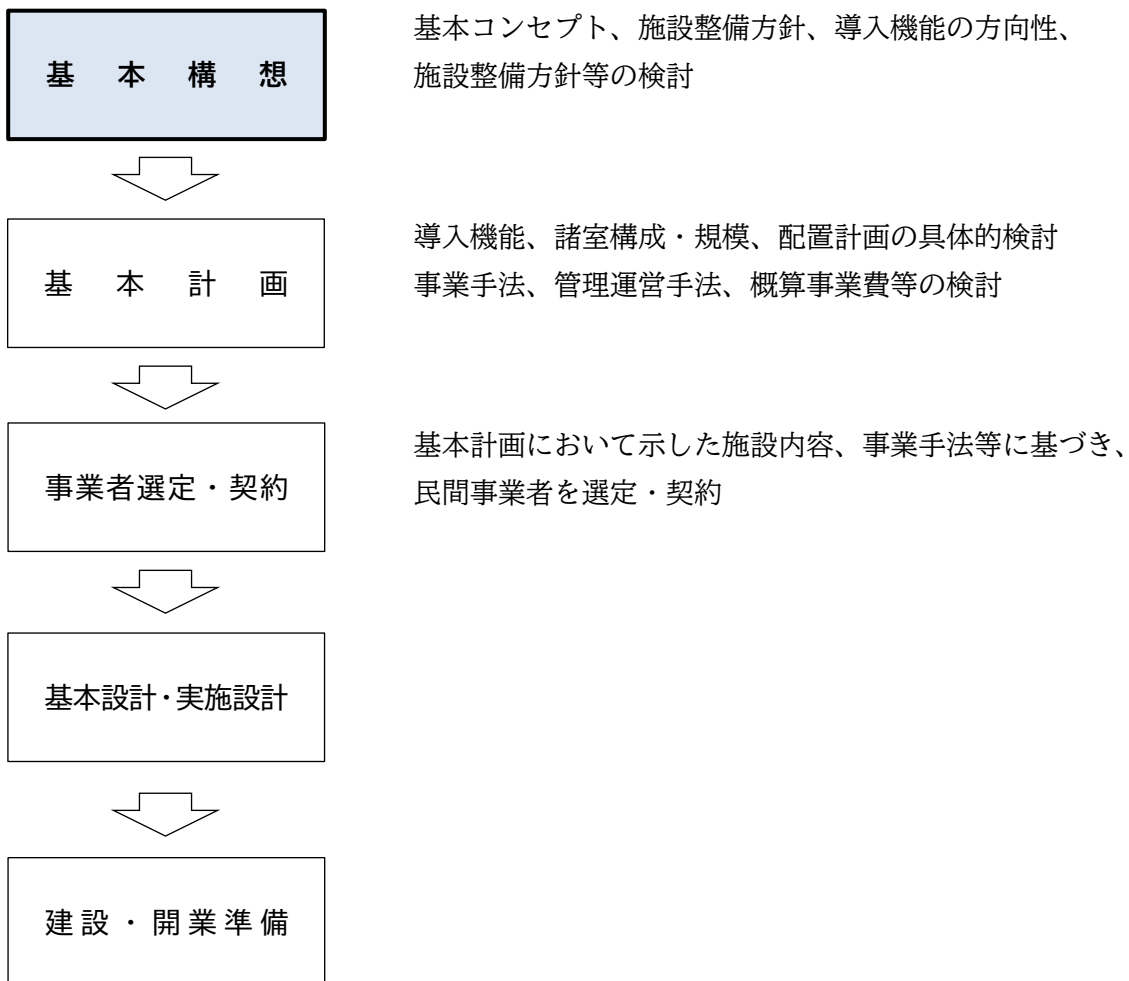 基本構想
基本コンセプト、施設整備方針、導入機能の方向性、
施設整備方針等の検討
基本計画
導入機能、諸室構成・規模、配置計画の具体的検討
事業手法、管理運営手法、概算事業費等の検討
事業者選定・契約
基本計画において示した施設内容、事業手法等に基づき、
民間事業者を選定・契約
基本設計・実施設計
建設・開業準備